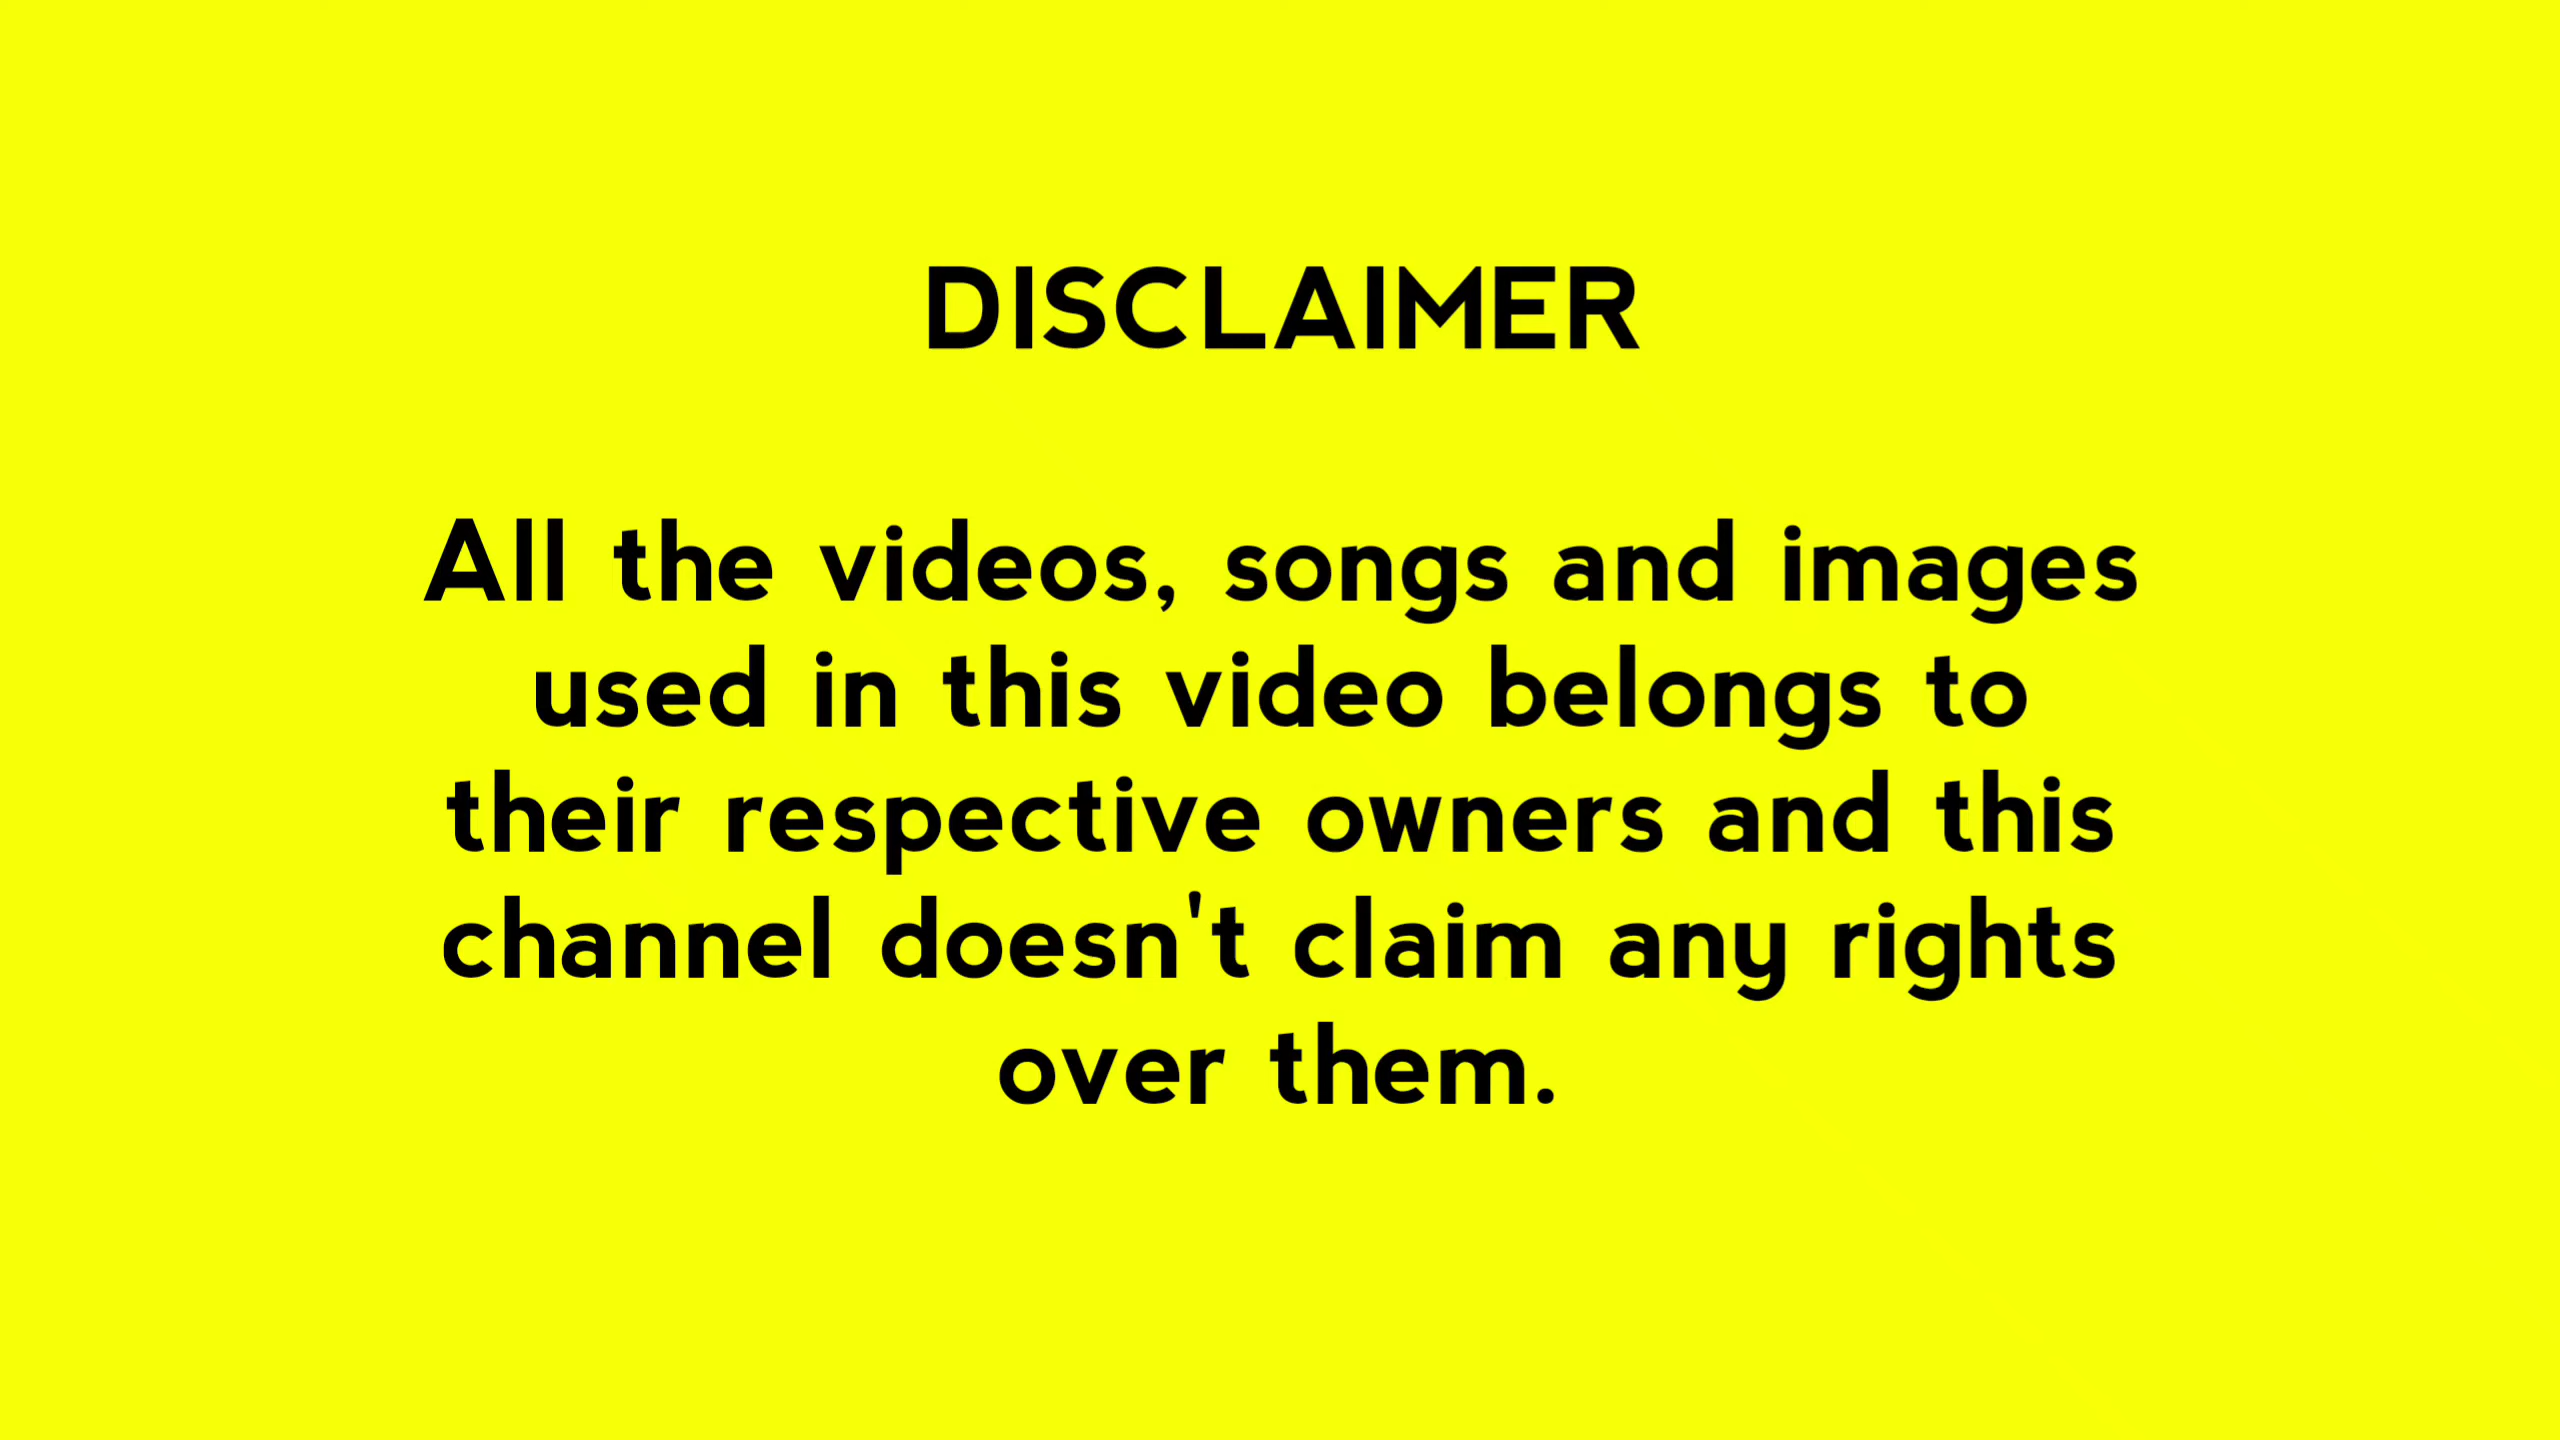 DISCLAIMER
All the videos, songs and images
used in this video belongs to
their respective owners and this
channel doesn't claim any rights
over them.